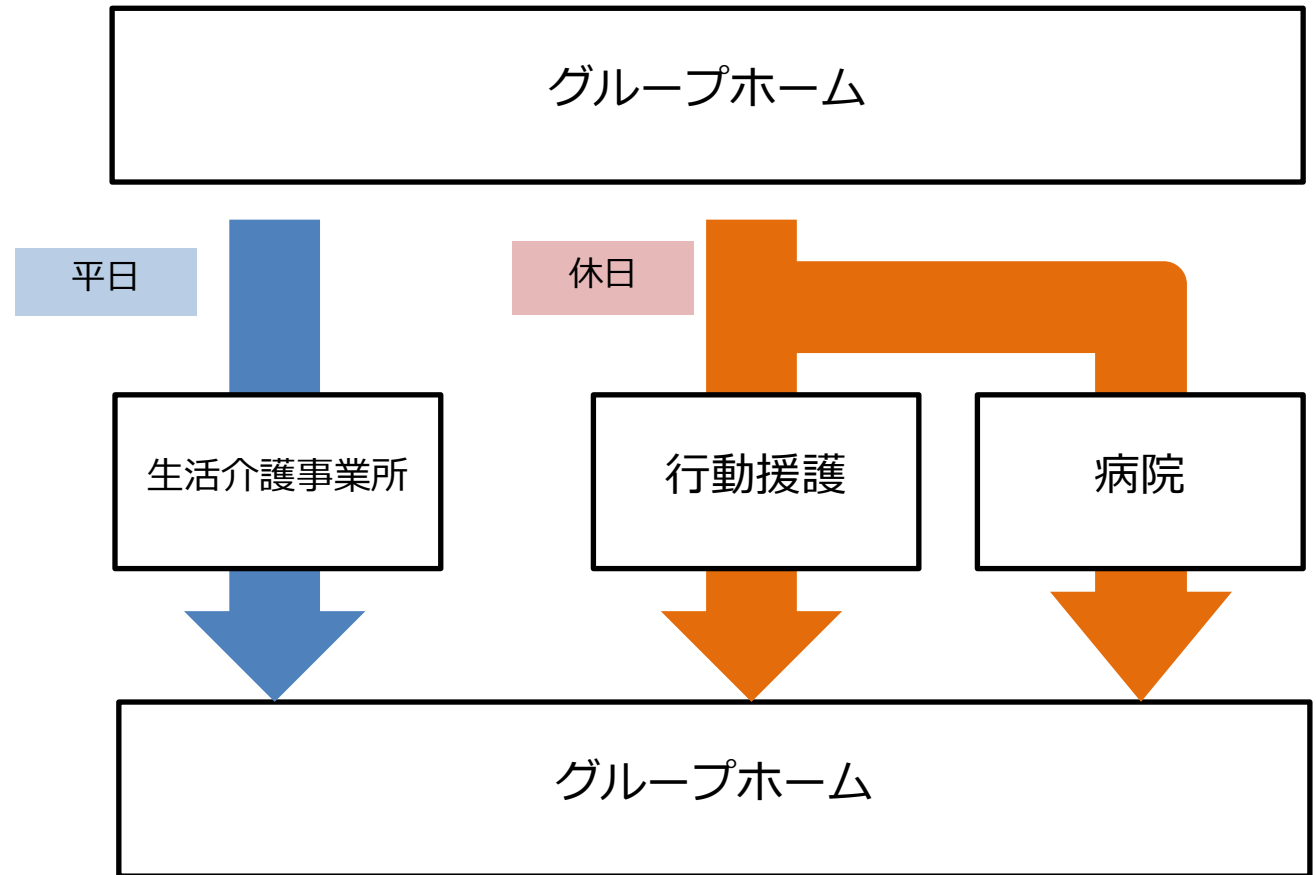 グループホーム
平日
休日
生活介護事業所
行動援護
病院
グループホーム